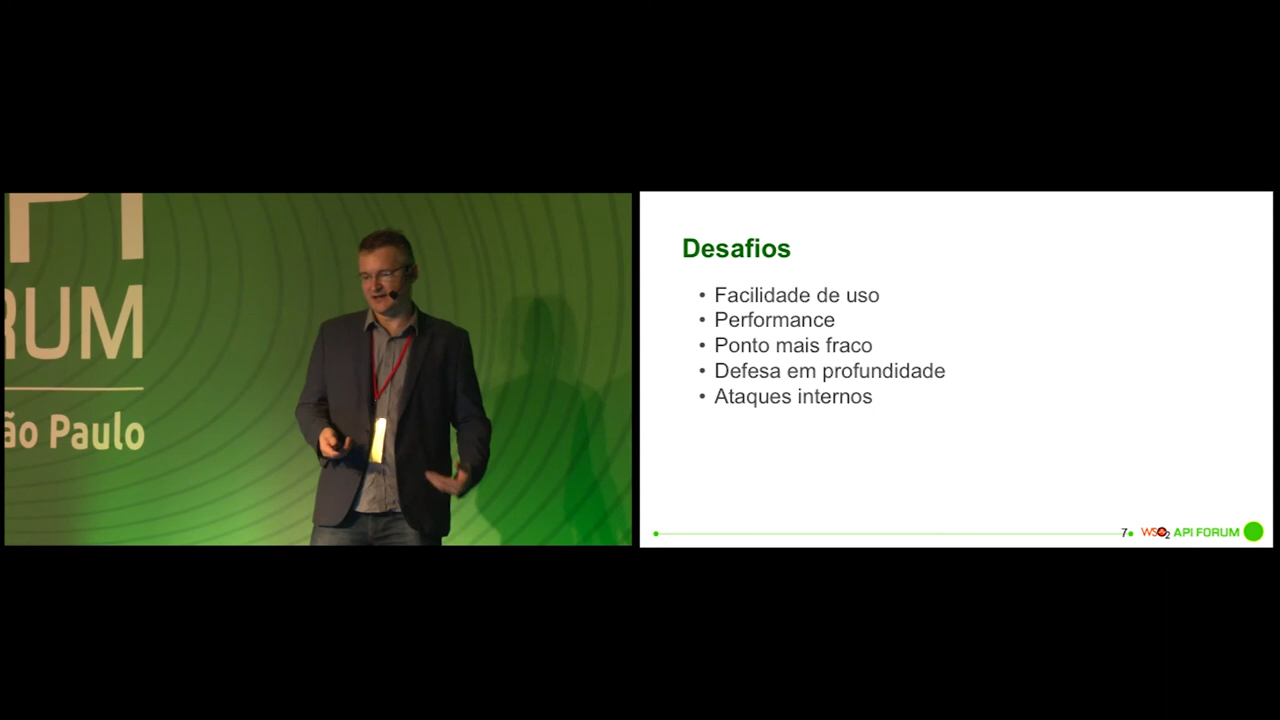 PI
RUM
ão Paulo
Desafios
• Facilidade de uso
• Performance
• Ponto mais fraco
• Defesa em profundidade
• Ataques internos
7
WSO2 API FORUM